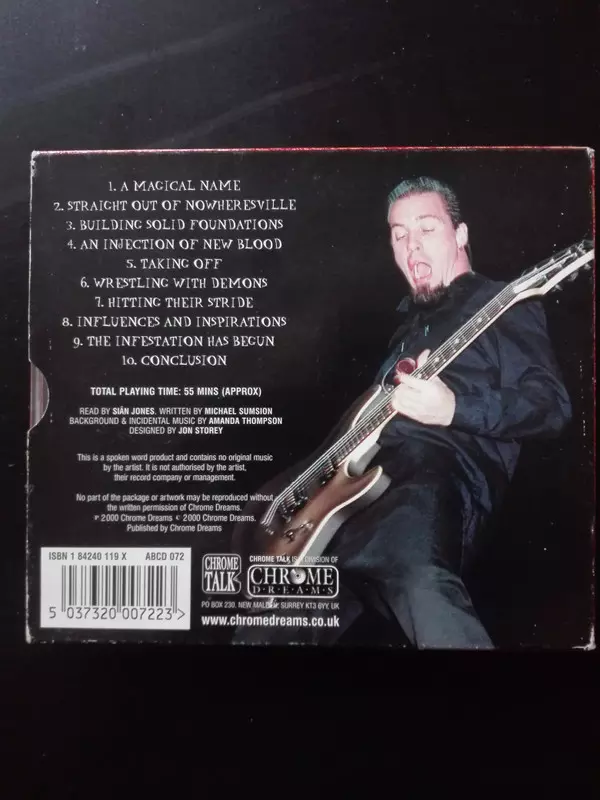 1. A MAGICAL NAME
2. STRAIGHT OUT OF NOWHERESVILLE
3. BUILDING SOLID FOUNDATIONS
4. AN INJECTION OF NEW BLOOD
5. TAKING OFF
6. WRESTLING WITH DEMONS
7. HITTING THEIR STRIDE
8. INFLUENCES AND INSPIRATIONS
9. THE INFESTATION HAS BEGUN
10. CONCLUSION
TOTAL PLAYING TIME: 55 MINS (APPROX)
READ BY SIÂN JONES. WRITTEN BY MICHAEL SUMSION
BACKGROUND & INCIDENTAL MUSIC BY AMANDA THOMPSON
DESIGNED BY JON STOREY
This is a spoken word product and contains no original music
by the artist. It is not authorised by the artist,
their record company or management.
No part of the package or artwork may be reproduced without
the written permission of Chrome Dreams.
℗ 2000 Chrome Dreams © 2000 Chrome Dreams.
Published by Chrome Dreams
ISBN 1 84240 119 X ABCD 072
5 037320 007223 >
CHROME
TALK
CHROME TALK IS A DIVISION OF
CHROME
DREAMS
PO BOX 230, NEW MALDEN, SURREY KT3 6YY, UK
www.chromedreams.co.uk